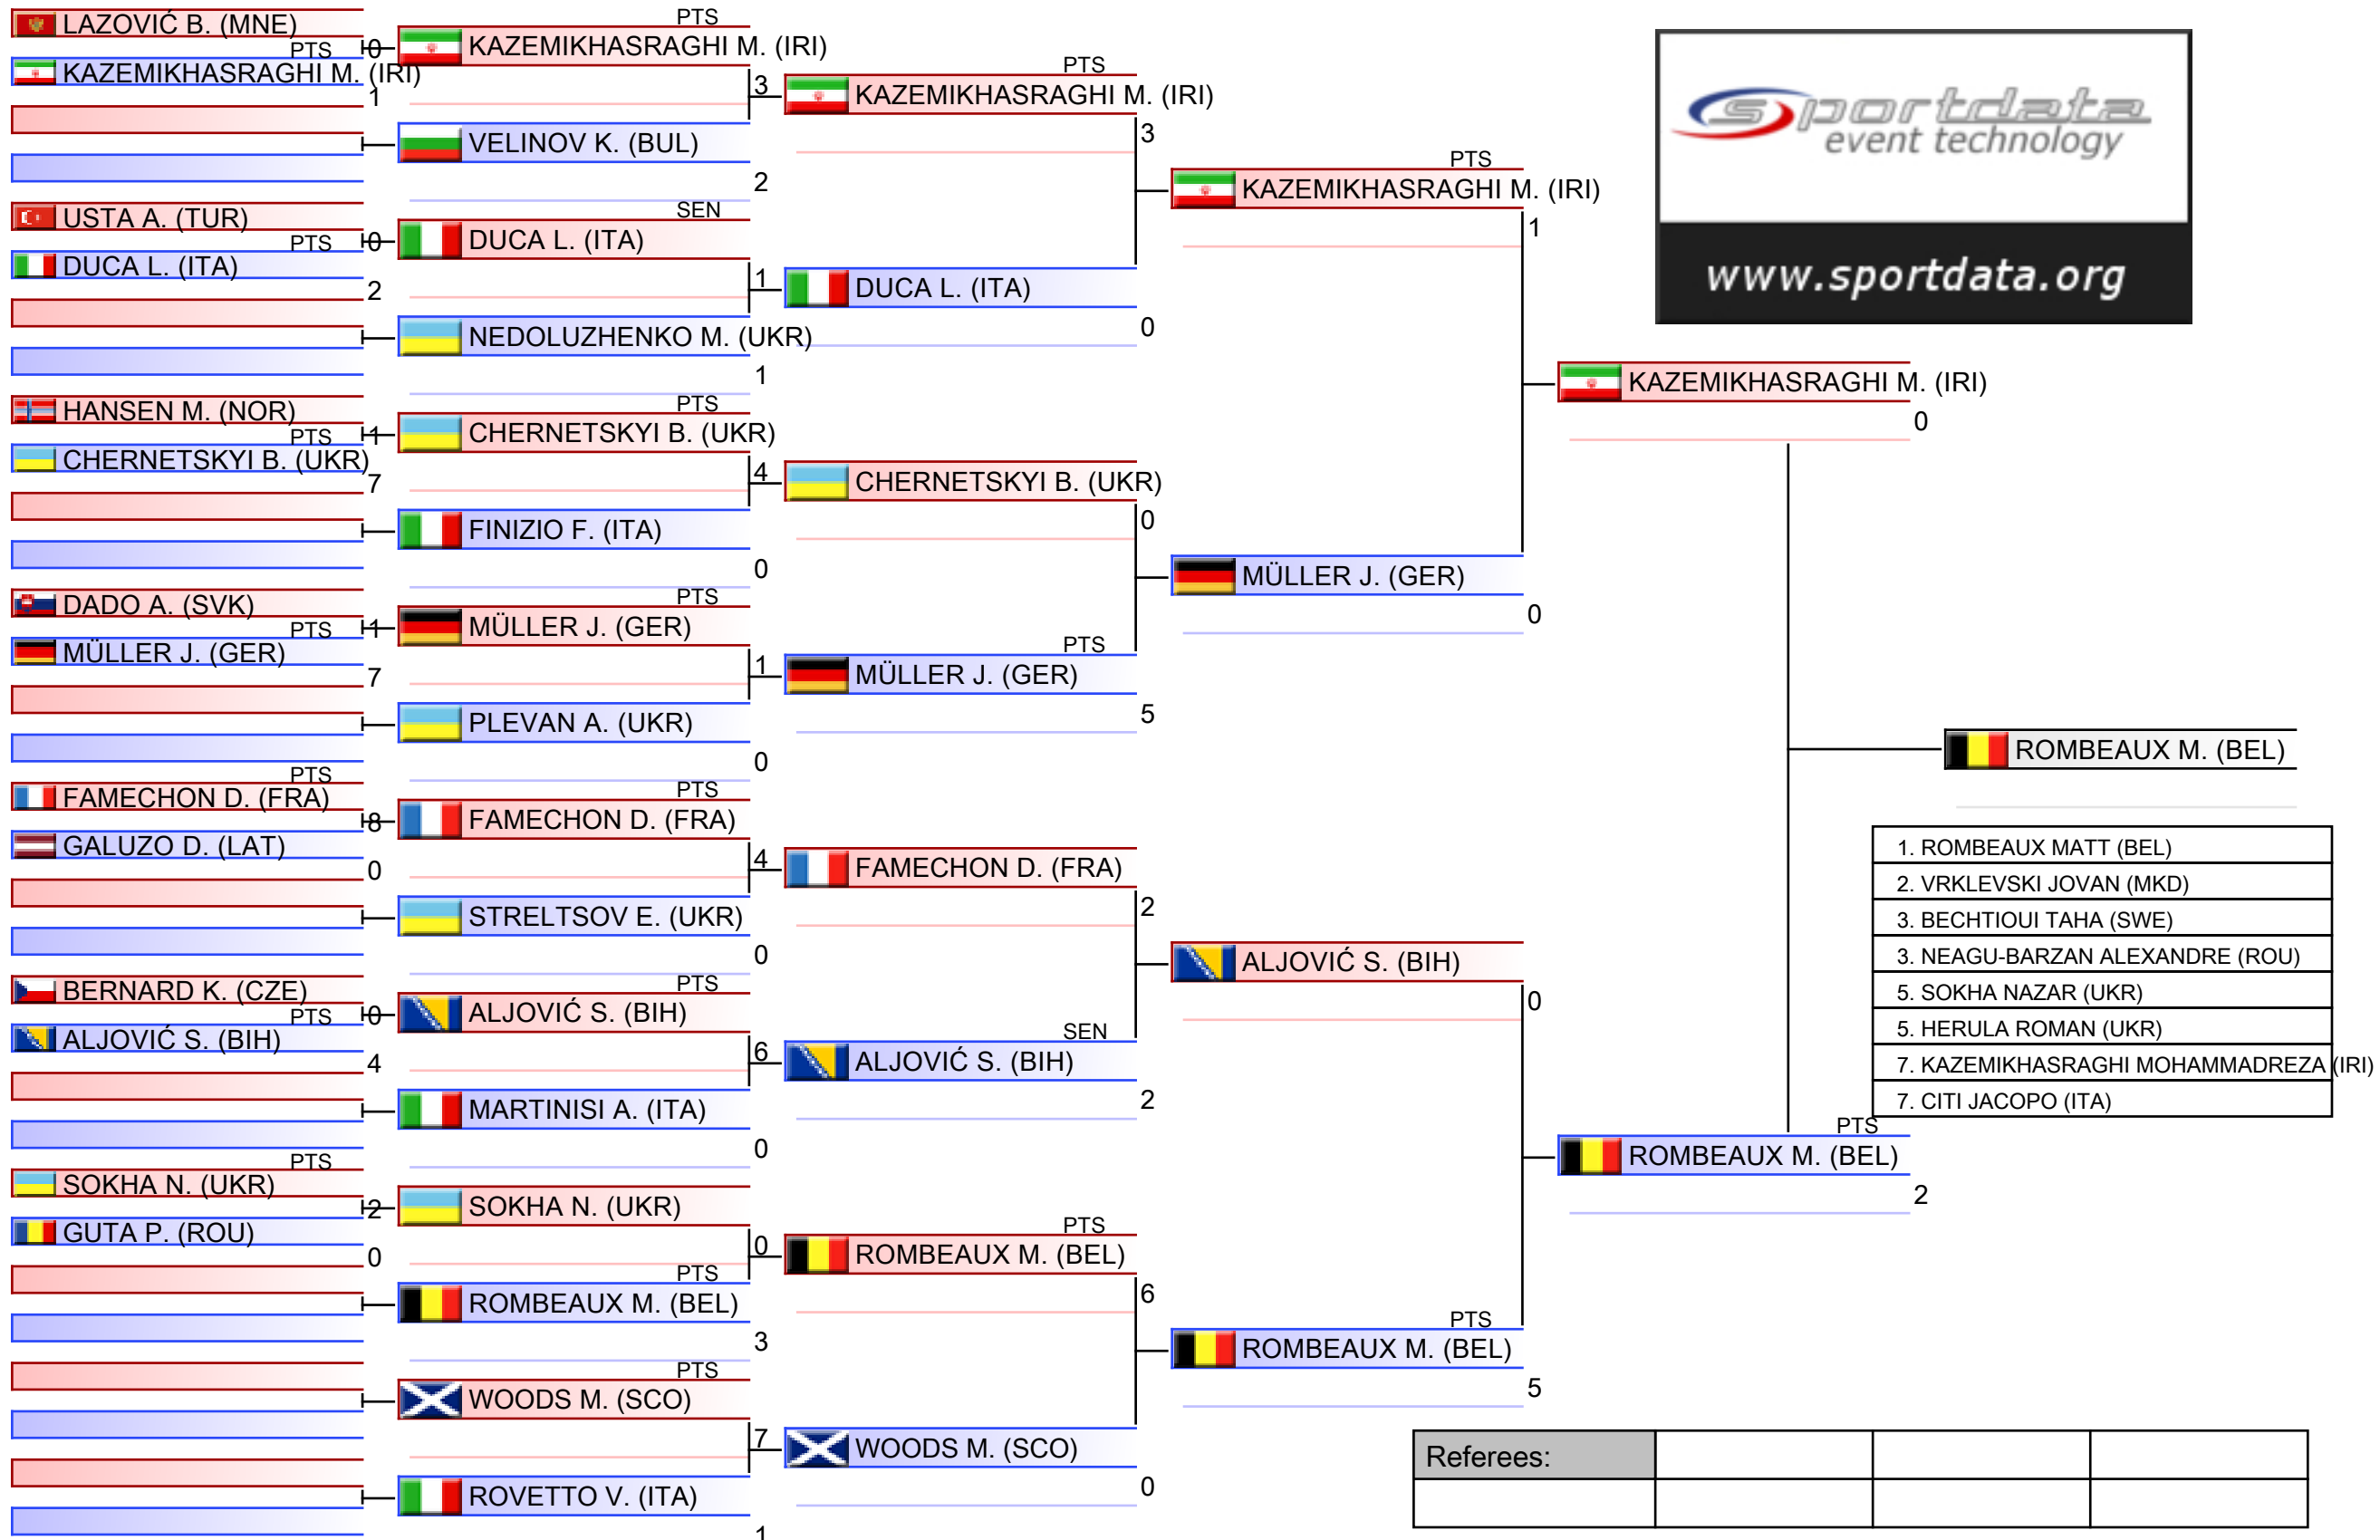 LAZOVIĆ B. (MNE)
PTS
0
KAZEMIKHASRAGHI M. (IRI)
1
USTA A. (TUR)
PTS
0
DUCA L. (ITA)
2
HANSEN M. (NOR)
PTS
1
CHERNETSKYI B. (UKR)
7
DADO A. (SVK)
PTS
1
MÜLLER J. (GER)
7
PTS
FAMECHON D. (FRA)
8
GALUZO D. (LAT)
0
BERNARD K. (CZE)
PTS
0
ALJOVIĆ S. (BIH)
4
PTS
SOKHA N. (UKR)
2
GUTA P. (ROU)
0
PTS
KAZEMIKHASRAGHI M. (IRI)
3
VELINOV K. (BUL)
2
SEN
DUCA L. (ITA)
1
NEDOLUZHENKO M. (UKR)
1
PTS
CHERNETSKYI B. (UKR)
4
FINIZIO F. (ITA)
0
PTS
MÜLLER J. (GER)
1
PLEVAN A. (UKR)
0
PTS
FAMECHON D. (FRA)
4
STRELTSOV E. (UKR)
0
PTS
ALJOVIĆ S. (BIH)
6
MARTINISI A. (ITA)
0
SOKHA N. (UKR)
0
PTS
ROMBEAUX M. (BEL)
3
PTS
WOODS M. (SCO)
7
ROVETTO V. (ITA)
1
PTS
KAZEMIKHASRAGHI M. (IRI)
3
DUCA L. (ITA)
0
CHERNETSKYI B. (UKR)
0
PTS
MÜLLER J. (GER)
5
FAMECHON D. (FRA)
2
SEN
ALJOVIĆ S. (BIH)
2
PTS
ROMBEAUX M. (BEL)
6
WOODS M. (SCO)
0
PTS
KAZEMIKHASRAGHI M. (IRI)
1
MÜLLER J. (GER)
0
ALJOVIĆ S. (BIH)
0
PTS
ROMBEAUX M. (BEL)
5
KAZEMIKHASRAGHI M. (IRI)
0
PTS
ROMBEAUX M. (BEL)
2
ROMBEAUX M. (BEL)
sportdata
event technology
www.sportdata.org
1. ROMBEAUX MATT (BEL)
2. VRKLEVSKI JOVAN (MKD)
3. BECHTIOUI TAHA (SWE)
3. NEAGU-BARZAN ALEXANDRE (ROU)
5. SOKHA NAZAR (UKR)
5. HERULA ROMAN (UKR)
7. KAZEMIKHASRAGHI MOHAMMADREZA (IRI)
7. CITI JACOPO (ITA)
Referees: